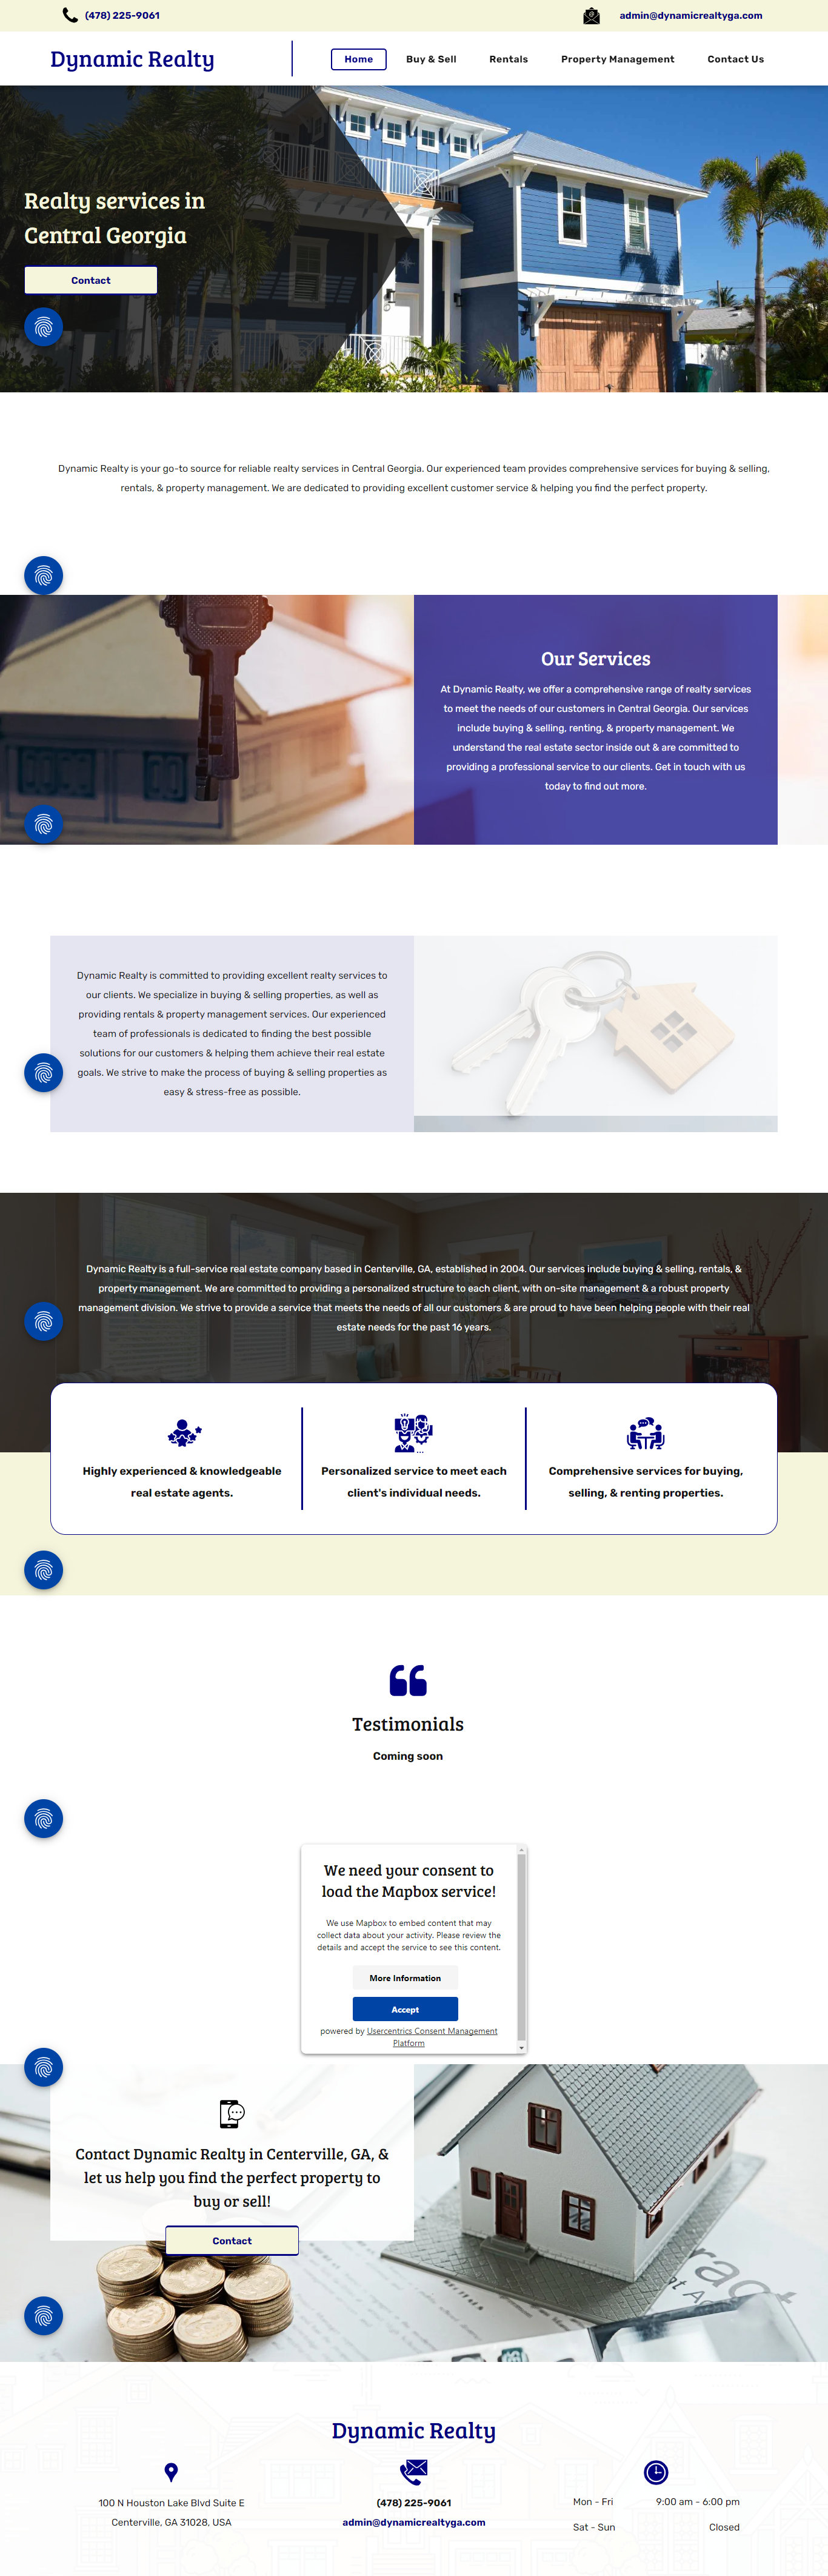 (478) 225-9061
admin@dynamicrealtyga.com
Dynamic Realty
Home
Buy & Sell
Rentals
Property Management
Contact Us
Realty services in
Central Georgia
Contact
Dynamic Realty is your go-to source for reliable realty services in Central Georgia. Our experienced team provides comprehensive services for buying & selling,
rentals, & property management. We are dedicated to providing excellent customer service & helping you find the perfect property.
Our Services
At Dynamic Realty, we offer a comprehensive range of realty services
to meet the needs of our customers in Central Georgia. Our services
include buying & selling, renting, & property management. We
understand the real estate sector inside out & are committed to
providing a professional service to our clients. Get in touch with us
today to find out more.
Dynamic Realty is committed to providing excellent realty services to
our clients. We specialize in buying & selling properties, as well as
providing rentals & property management services. Our experienced
team of professionals is dedicated to finding the best possible
solutions for our customers & helping them achieve their real estate
goals. We strive to make the process of buying & selling properties as
easy & stress-free as possible.
Dynamic Realty is a full-service real estate company based in Centerville, GA, established in 2004. Our services include buying & selling, rentals, &
property management. We are committed to providing a personalized structure to each client, with on-site management & a robust property
management division. We strive to provide a service that meets the needs of all our customers & are proud to have been helping people with their real
estate needs for the past 16 years.
Highly experienced & knowledgeable
real estate agents.
Personalized service to meet each
client's individual needs.
Comprehensive services for buying,
selling, & renting properties.
Testimonials
Coming soon
We need your consent to
load the Mapbox service!
We use Mapbox to embed content that may
collect data about your activity. Please review the
details and accept the service to see this content.
More Information
Accept
powered by Usercentrics Consent Management
Platform
Contact Dynamic Realty in Centerville, GA, &
let us help you find the perfect property to
buy or sell!
Contact
Dynamic Realty
100 N Houston Lake Blvd Suite E
Centerville, GA 31028, USA
(478) 225-9061
admin@dynamicrealtyga.com
Mon - Fri
9:00 am - 6:00 pm
Sat - Sun
Closed